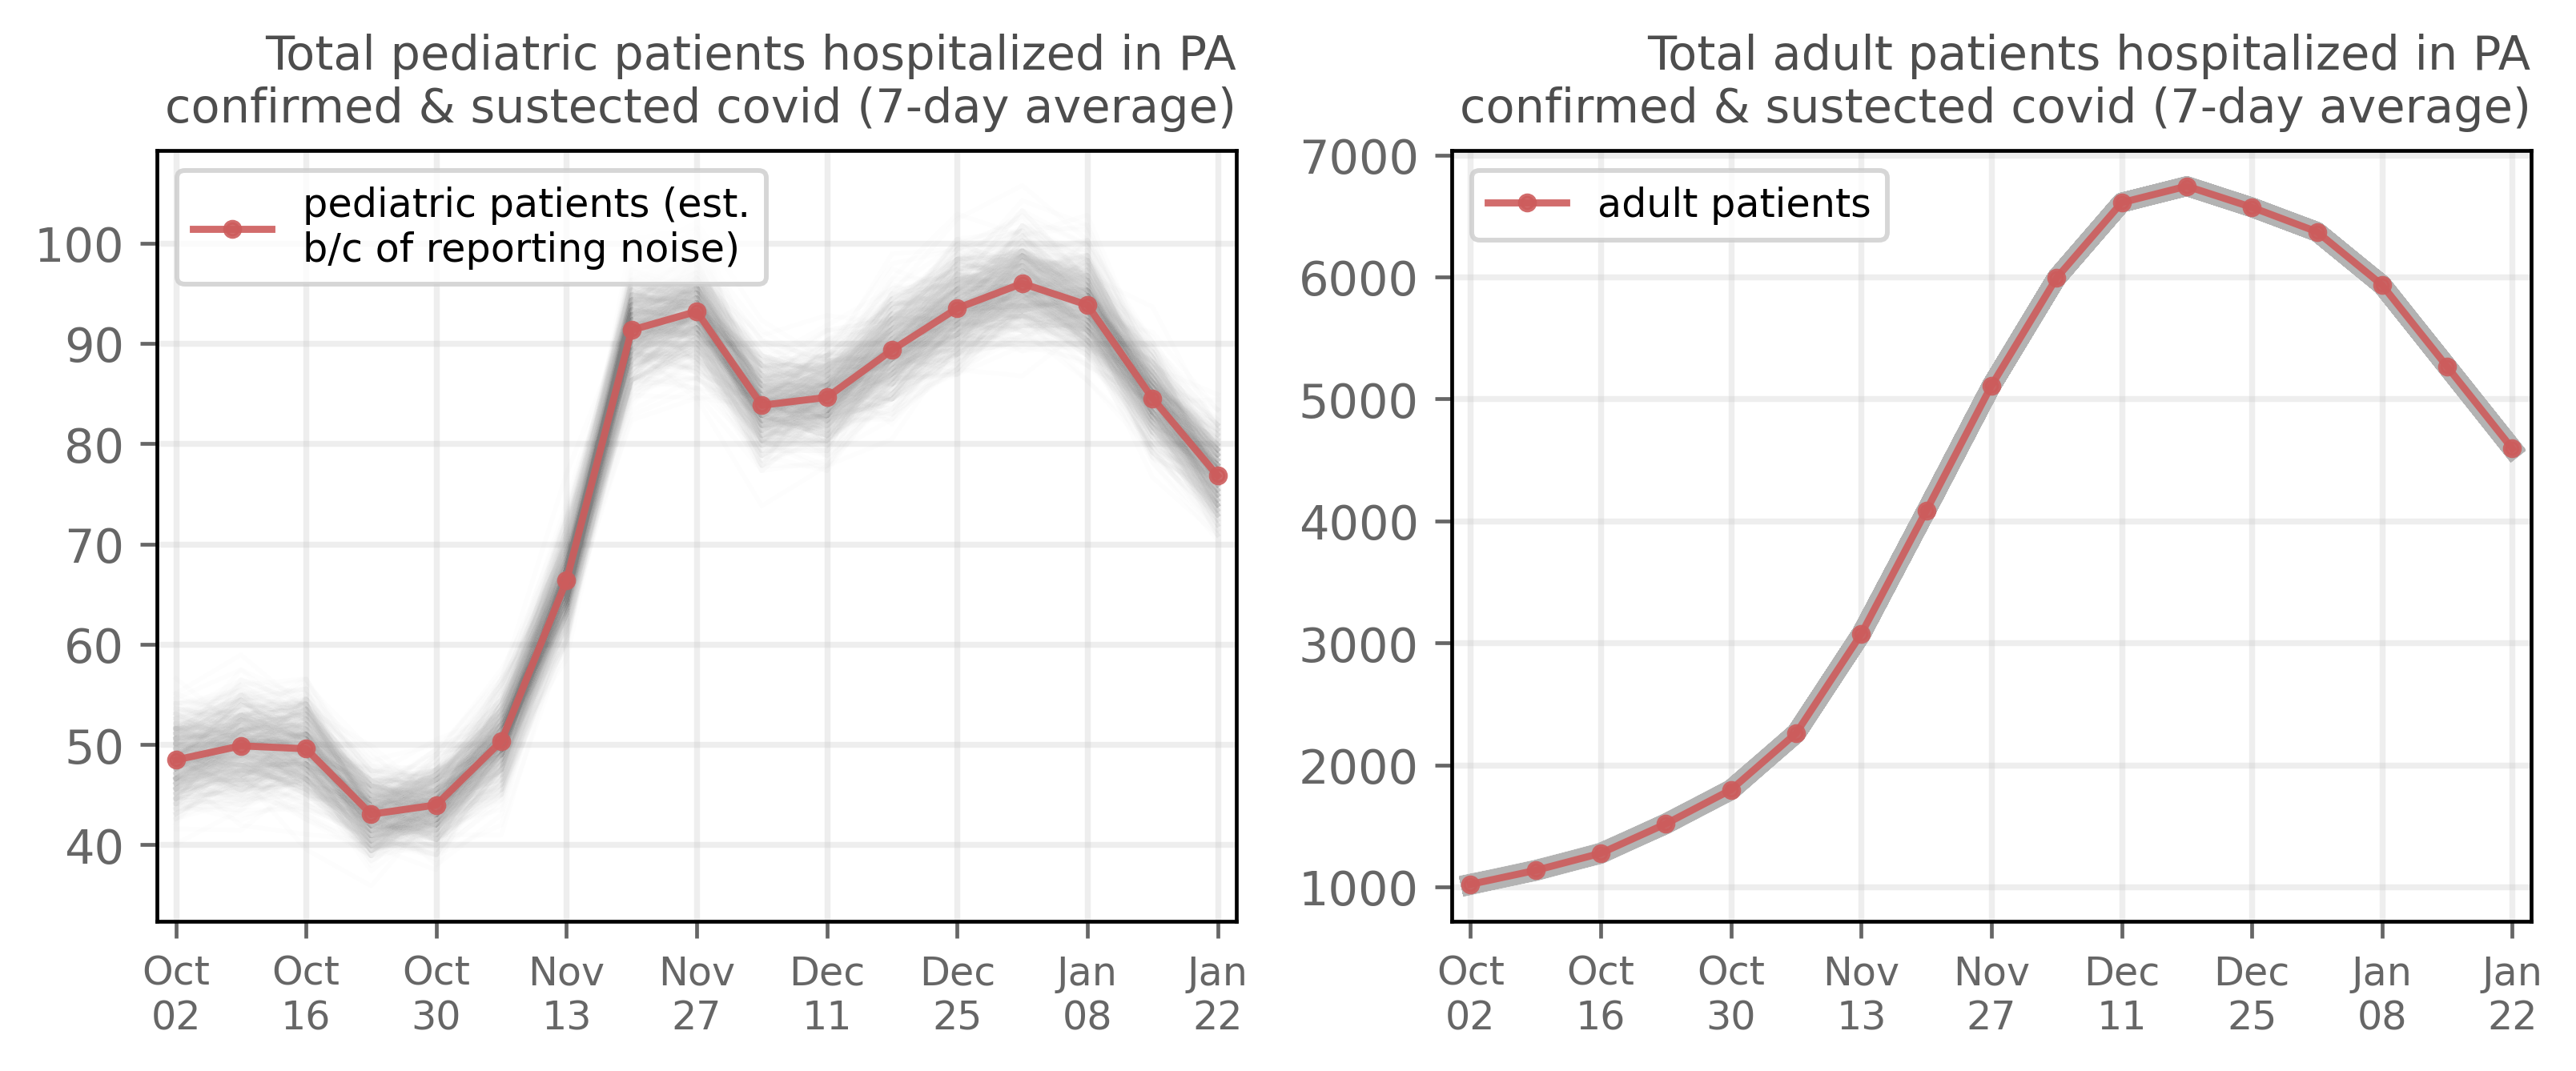 Total pediatric patients hospitalized in PA
confirmed & sustected covid (7-day average)
pediatric patients (est.
b/c of reporting noise)
100
90
80
70
60
50
40
Oct Oct Oct Nov Nov Dec Dec Jan Jan
02 16 30 13 27 11 25 08 22
Total adult patients hospitalized in PA
confirmed & sustected covid (7-day average)
adult patients
7000
6000
5000
4000
3000
2000
1000
Oct Oct Oct Nov Nov Dec Dec Jan Jan
02 16 30 13 27 11 25 08 22